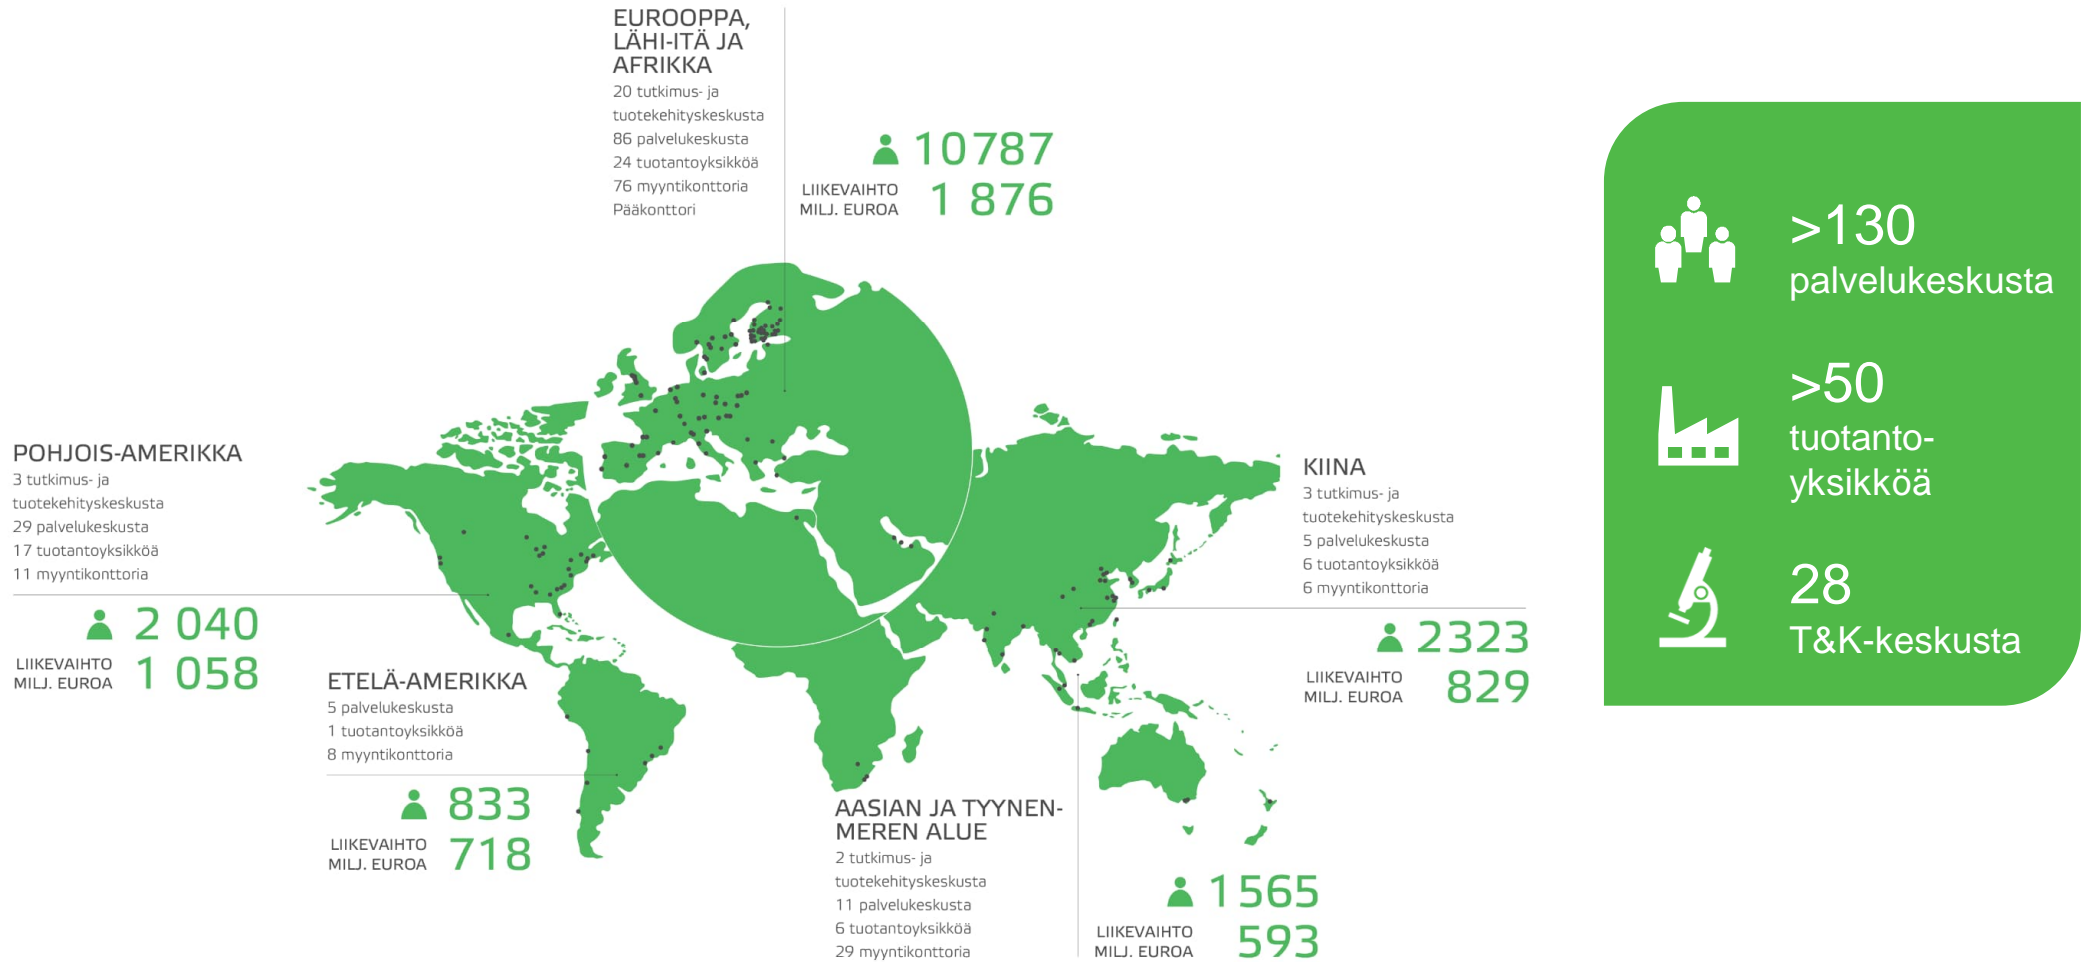 EUROOPPA,
LÄHI-ITÄ JA
AFRIKKA
20 tutkimus- ja
tuotekehityskeskusta
86 palvelukeskusta
24 tuotantoyksikköä
76 myyntikonttoria
Pääkonttori
10787
LIIKEVAIHTO
MILJ. EUROA
1 876
POHJOIS-AMERIKKA
3 tutkimus- ja
tuotekehityskeskusta
29 palvelukeskusta
17 tuotantoyksikköä
11 myyntikonttoria
2 040
LIIKEVAIHTO
MILJ. EUROA
1 058
ETELÄ-AMERIKKA
5 palvelukeskusta
1 tuotantoyksikköä
8 myyntikonttoria
833
LIIKEVAIHTO
MILJ. EUROA
718
AASIAN JA TYYNEN-
MEREN ALUE
2 tutkimus- ja
tuotekehityskeskusta
11 palvelukeskusta
6 tuotantoyksikköä
29 myyntikonttoria
1565
LIIKEVAIHTO
MILJ. EUROA
593
KIINA
3 tutkimus- ja
tuotekehityskeskusta
5 palvelukeskusta
6 tuotantoyksikköä
6 myyntikonttoria
2323
LIIKEVAIHTO
MILJ. EUROA
829
>130
palvelukeskusta
>50
tuotanto-
yksikköä
28
T&K-keskusta